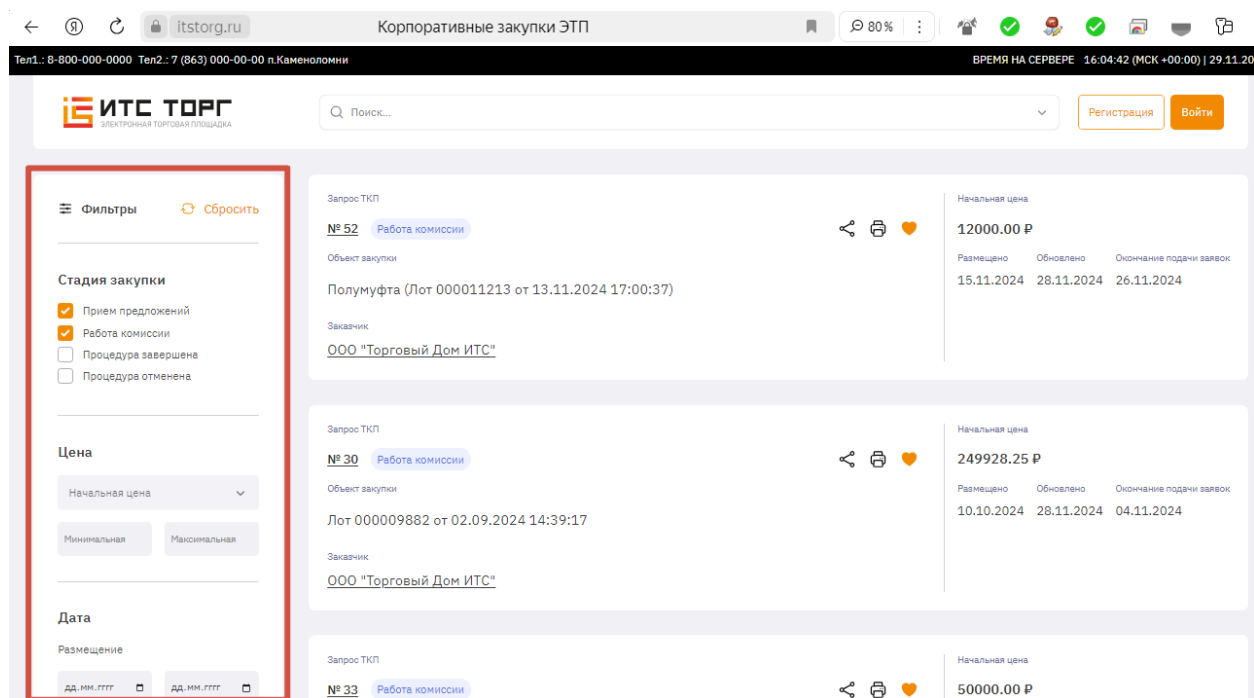 itstorg.ru
Корпоративные закупки ЭТП
80%
Тел1.: 8-800-000-0000 Тел2.: 7 (863) 000-00-00 п.Каменоломни
ВРЕМЯ НА СЕРВЕРЕ 16:04:42 (МСК +00:00) | 29.11.20
ИТС ТОРГ
ЭЛЕКТРОННАЯ ТОРГОВАЯ ПЛОЩАДКА
Поиск...
Регистрация
Войти
Фильтры
Сбросить
Стадия закупки
Прием предложений
Работа комиссии
Процедура завершена
Процедура отменена
Цена
Начальная цена
Минимальная
Максимальная
Дата
Размещение
дд.мм.гггг
дд.мм.гггг
Запрос ТКП
№ 52 Работа комиссии
Объект закупки
Полумуфта (Лот 000011213 от 13.11.2024 17:00:37)
Заказчик
ООО "Торговый Дом ИТС"
Начальная цена
12000.00 ₽
Размещено Обновлено Окончание подачи заявок
15.11.2024 28.11.2024 26.11.2024
Запрос ТКП
№ 30 Работа комиссии
Объект закупки
Лот 000009882 от 02.09.2024 14:39:17
Заказчик
ООО "Торговый Дом ИТС"
Начальная цена
249928.25 ₽
Размещено Обновлено Окончание подачи заявок
10.10.2024 28.11.2024 04.11.2024
Запрос ТКП
№ 33 Работа комиссии
Начальная цена
50000.00 ₽